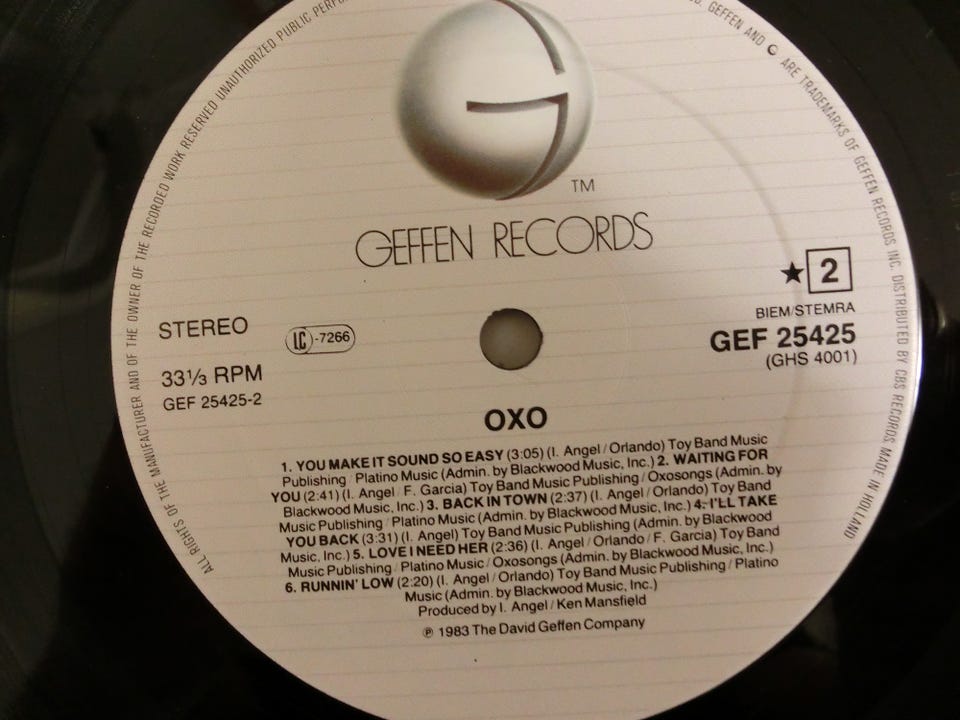 ALL RIGHTS OF THE MANUFACTURER AND OF THE OWNER OF THE RECORDED WORK RESERVED UNAUTHORIZED PUBLIC
GEFFEN AND G ARE TRADEMARKS OF GEFFEN RECORDS INC. DISTRIBUTED BY CBS RECORDS. MADE IN HOLLAND
TM
GEFFEN RECORDS
★ 2
BIEM/STEMRA
GEF 25425
(GHS 4001)
STEREO
LC -7266
33⅓ RPM
GEF 25425-2
OXO
1. YOU MAKE IT SOUND SO EASY (3:05) (I. Angel / Orlando) Toy Band Music
Publishing / Platino Music (Admin. by Blackwood Music, Inc.) 2. WAITING FOR
YOU (2:41) (I. Angel / F. Garcia) Toy Band Music Publishing / Oxosongs (Admin. by
Blackwood Music, Inc.) 3. BACK IN TOWN (2:37) (I. Angel / Orlando) Toy Band
Music Publishing / Platino Music (Admin. by Blackwood Music, Inc.) 4. I'LL TAKE
YOU BACK (3:31) (I. Angel) Toy Band Music Publishing (Admin. by Blackwood
Music, Inc.) 5. LOVE I NEED HER (2:36) (I. Angel / Orlando / F. Garcia) Toy Band
Music Publishing / Platino Music / Oxosongs (Admin. by Blackwood Music, Inc.)
6. RUNNIN' LOW (2:20) (I. Angel / Orlando) Toy Band Music Publishing / Platino
Music (Admin. by Blackwood Music, Inc.)
Produced by I. Angel / Ken Mansfield
℗ 1983 The David Geffen Company